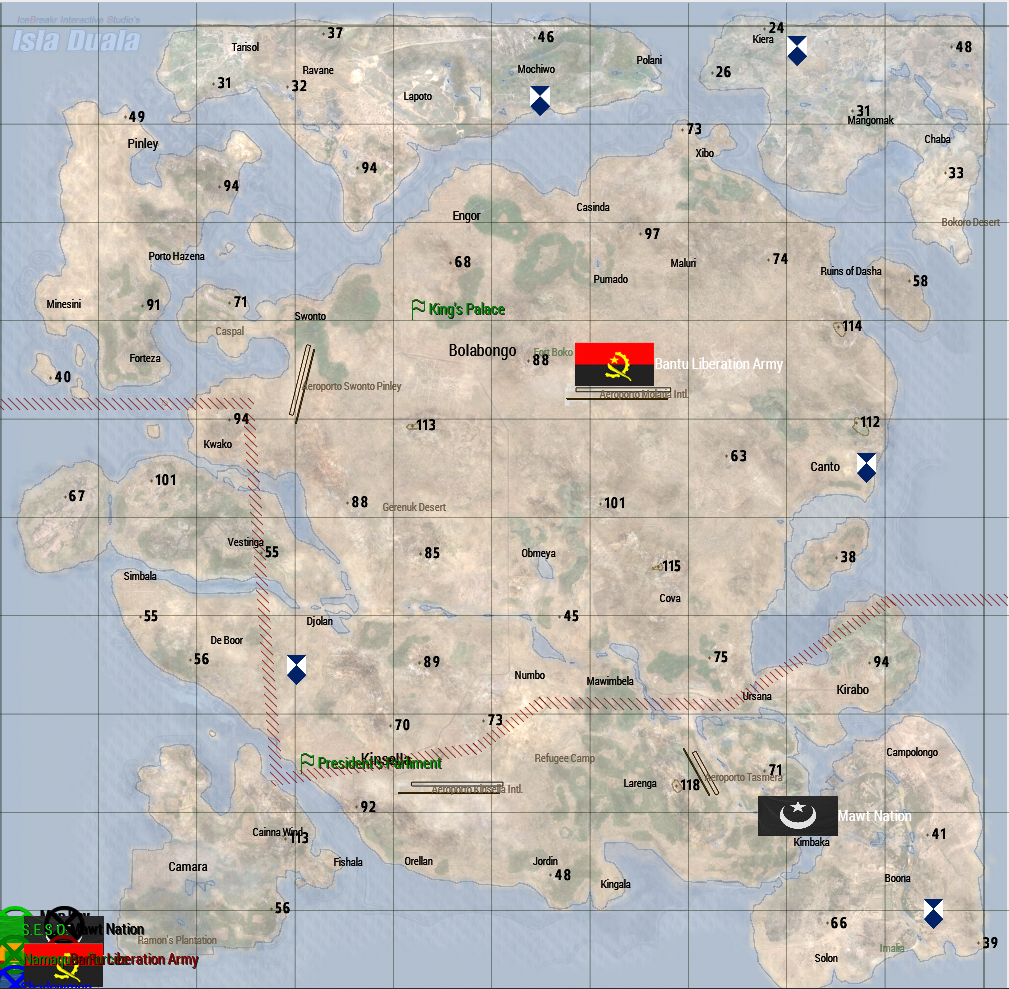 IceBreakr Interactive Studio's
Isla Duala
37
46
24
Tarisol
Kiera
48
Polani
Ravane
Mochiwo
26
31
32
Lapoto
31
Mangomak
49
Pinley
73
Chaba
Xibo
94
94
33
Casinda
Engor
Bokoro Desert
97
Porto Hazena
68
Maluri
74
Ruins of Dasha
Pumado
58
Minesini
91
71
King's Palace
Swonto
114
Caspal
Bolabongo
Fort Boko
Forteza
88
Bantu Liberation Army
40
Aeroporto Swonto Pinley
Aeroporto Molatia Intl.
94
113
112
Kwako
63
Canto
101
67
88
Gerenuk Desert
101
Vestinga
55
85
Obmeya
38
115
Simbala
Cova
55
45
Djolan
De Boor
56
89
75
94
Numbo
Mawimbela
Kirabo
Ursana
70
73
Campolongo
Kinsella
President's Parliment
Refugee Camp
71
Aeroporto Tasmera
Larenga
118
Aeroporto Kinsella Intl.
92
Mawt Nation
Cainna Wind
113
41
Kimbaka
Camara
Fishala
Orellan
Jordin
48
Boona
Kingala
56
66
Ramon's Plantation
39
Imalia
Solon
S.E.S.O.
Mawt Nation
Liberation Army